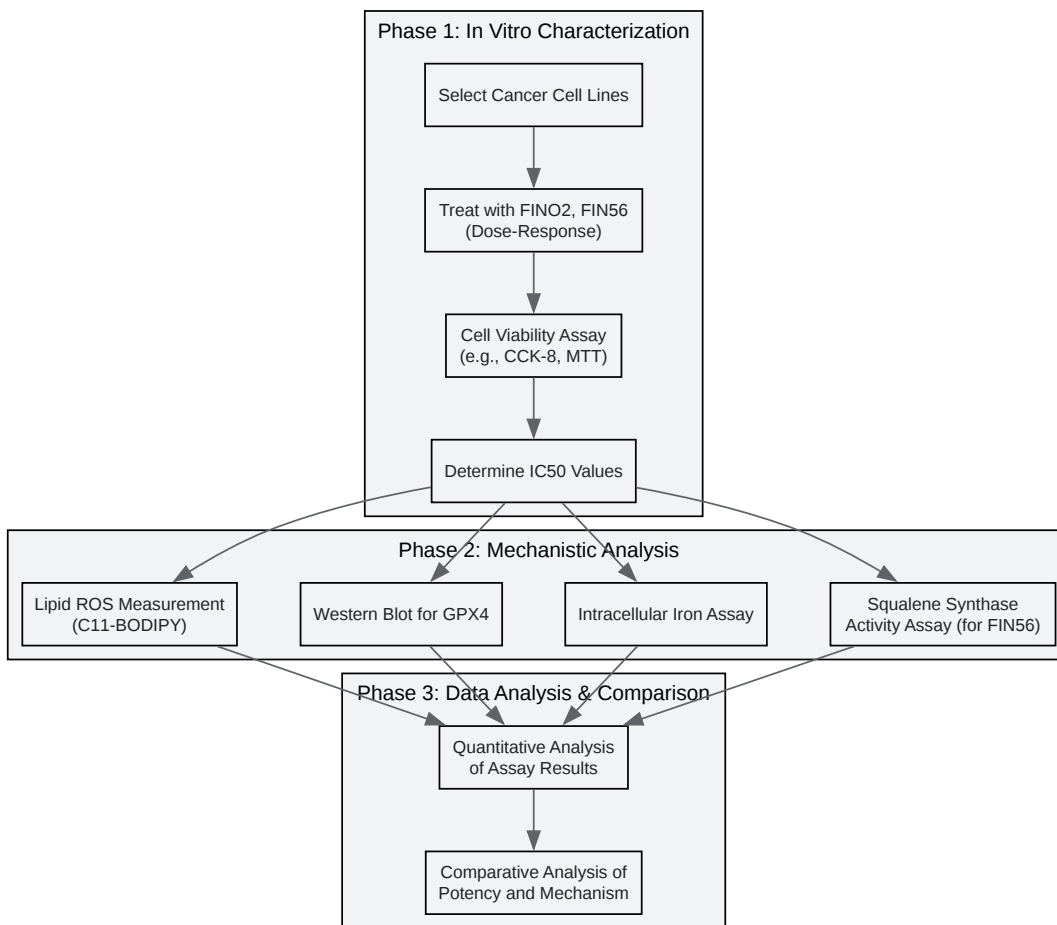 Phase 1: In Vitro Characterization
Select Cancer Cell Lines
Treat with FINO2, FIN56
(Dose-Response)
Cell Viability Assay
(e.g., CCK-8, MTT)
Determine IC50 Values
Phase 2: Mechanistic Analysis
Lipid ROS Measurement
(C11-BODIPY)
Western Blot for GPX4
Intracellular Iron Assay
Squalene Synthase
Activity Assay (for FIN56)
Phase 3: Data Analysis & Comparison
Quantitative Analysis
of Assay Results
Comparative Analysis of
Potency and Mechanism